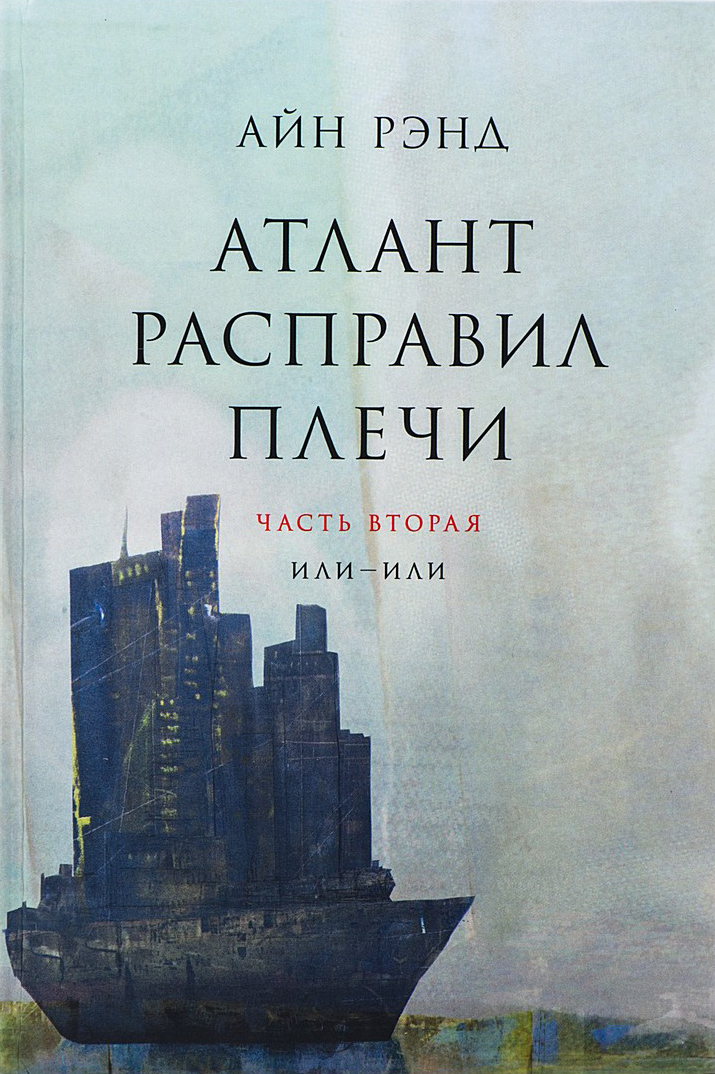 АЙН РЭНД
АТЛАНТ
РАСПРАВИЛ
ПЛЕЧИ
ЧАСТЬ ВТОРАЯ
ИЛИ–ИЛИ